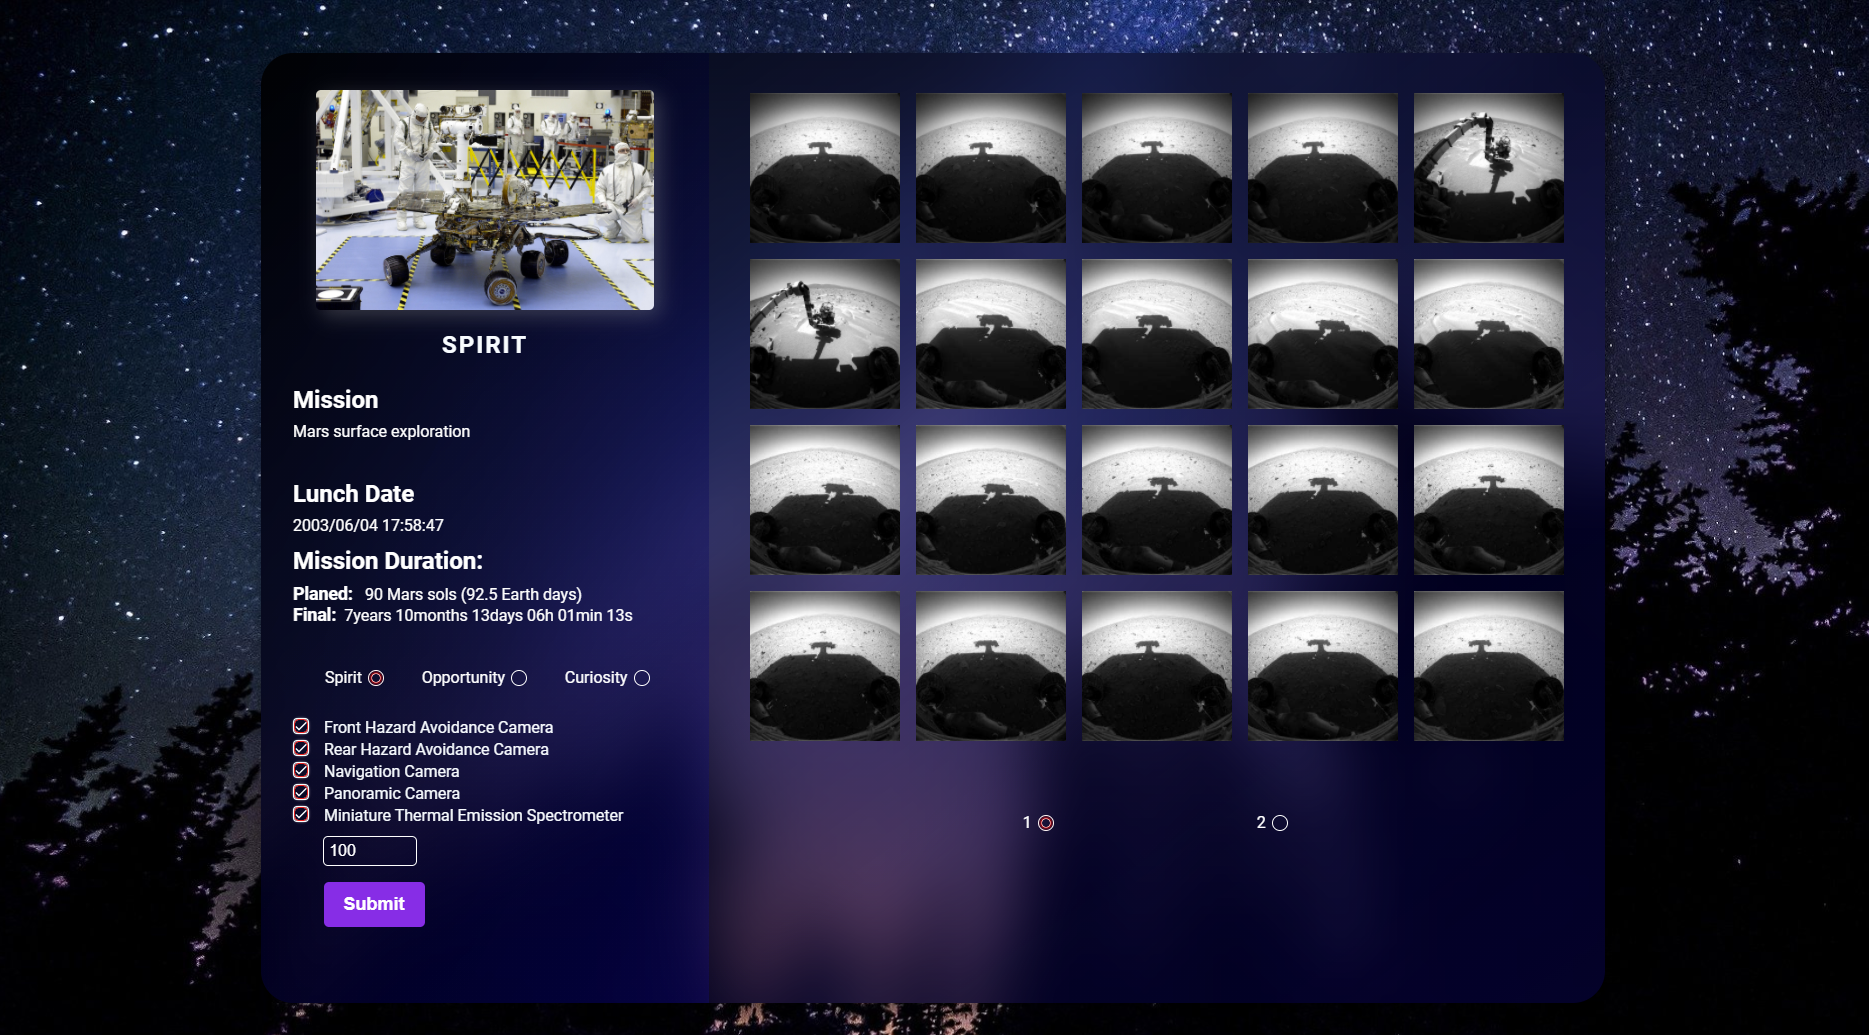 SPIRIT
Mission
Mars surface exploration
Lunch Date
2003/06/04 17:58:47
Mission Duration:
Planed: 90 Mars sols (92.5 Earth days)
Final: 7years 10months 13days 06h 01min 13s
Spirit Opportunity Curiosity
Front Hazard Avoidance Camera
Rear Hazard Avoidance Camera
Navigation Camera
Panoramic Camera
Miniature Thermal Emission Spectrometer
100
Submit
1 2